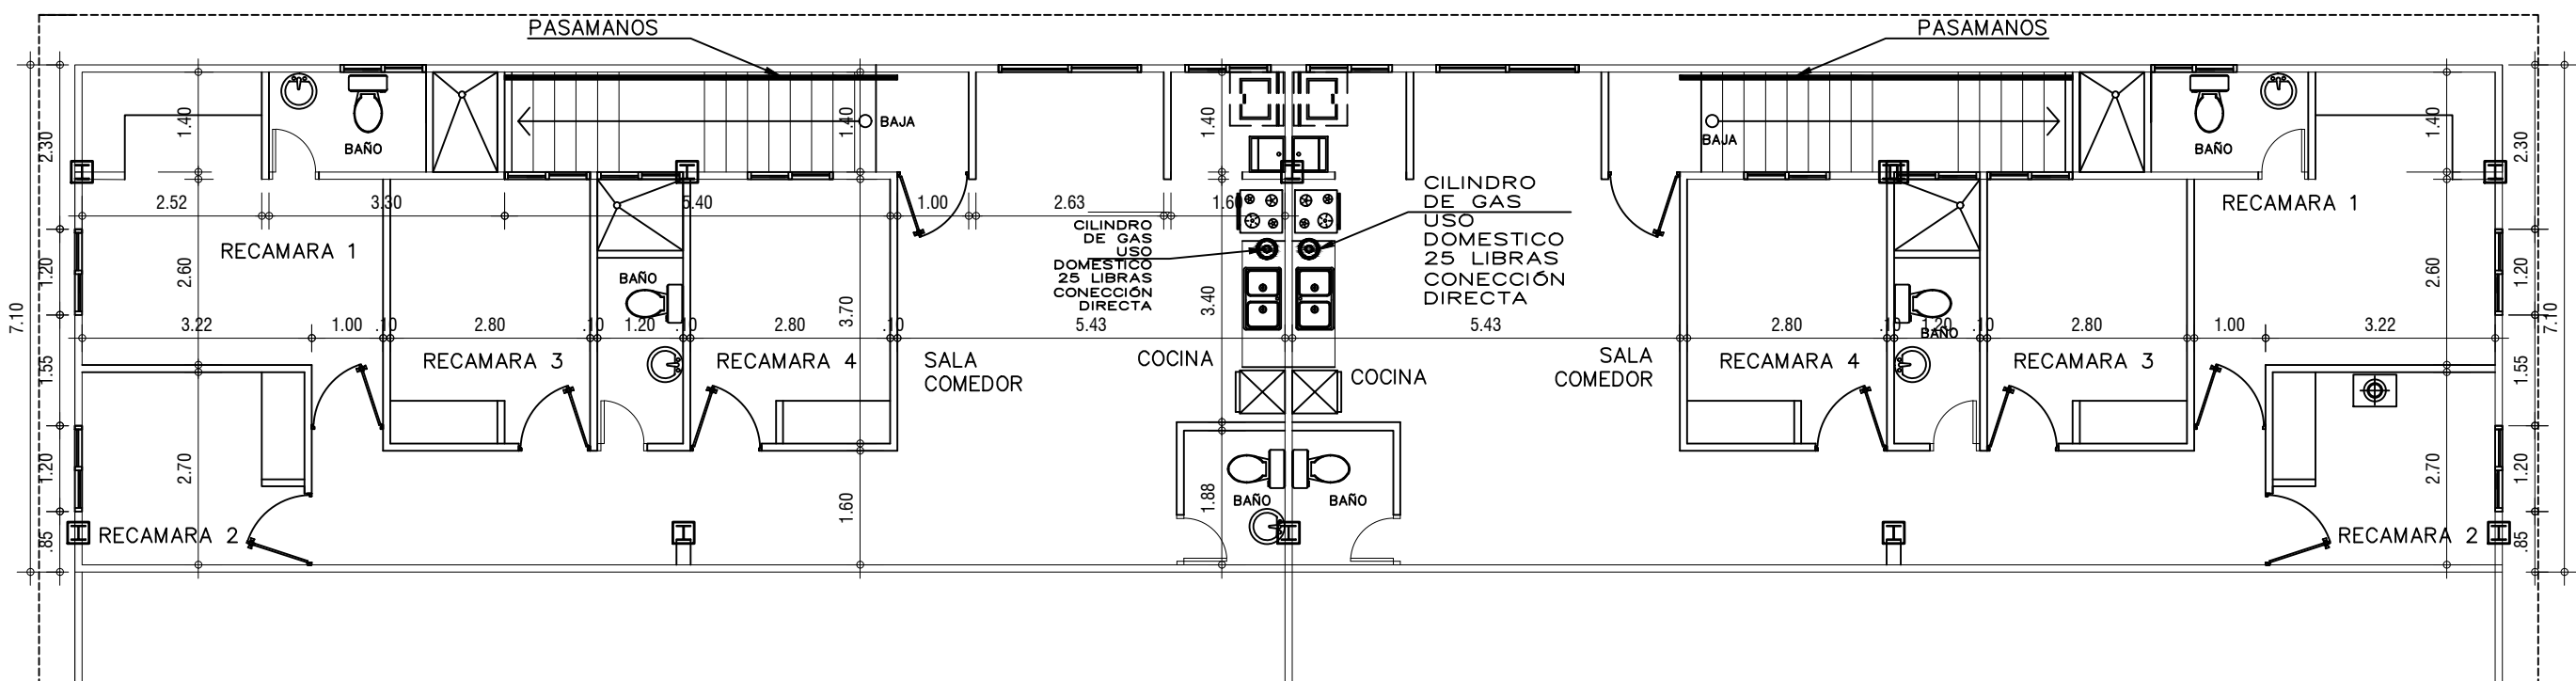 PASAMANOS
PASAMANOS
2.30
1.40
BAÑO
1.40
BAJA
1.40
BAJA
BAÑO
1.40
2.30
2.52
3.30
5.40
1.00
2.63
1.60
RECAMARA 1
CILINDRO
DE GAS
USO
DOMESTICO
25 LIBRAS
CONECCIÓN
DIRECTA
CILINDRO
DE GAS
USO
DOMESTICO
25 LIBRAS
CONECCIÓN
DIRECTA
RECAMARA 1
7.10
1.20
2.60
BAÑO
3.70
3.40
2.60
1.20
7.10
3.22
1.00
.10
2.80
.10
1.20
.10
2.80
.10
5.43
5.43
2.80
.10
1.20
BAÑO
.10
2.80
1.00
3.22
1.55
RECAMARA 3
RECAMARA 4
SALA
COMEDOR
COCINA
COCINA
SALA
COMEDOR
RECAMARA 4
RECAMARA 3
1.55
1.20
2.70
1.60
1.88
BAÑO
BAÑO
2.70
1.20
.85
RECAMARA 2
RECAMARA 2
.85